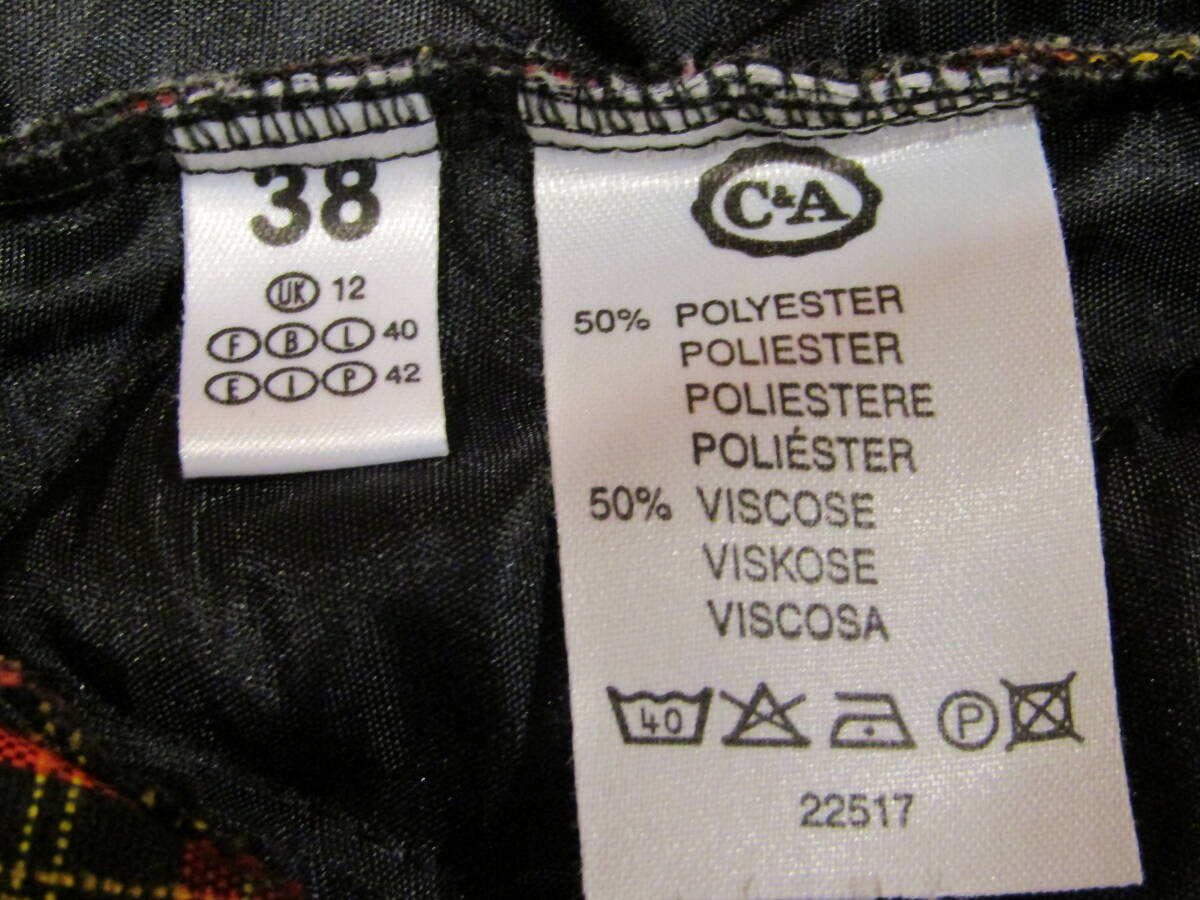 38
UK 12
F B L 40
E I P 42
C&A
50% POLYESTER
POLIESTER
POLIESTERE
POLIÉSTER
50% VISCOSE
VISKOSE
VISCOSA
40 P
22517